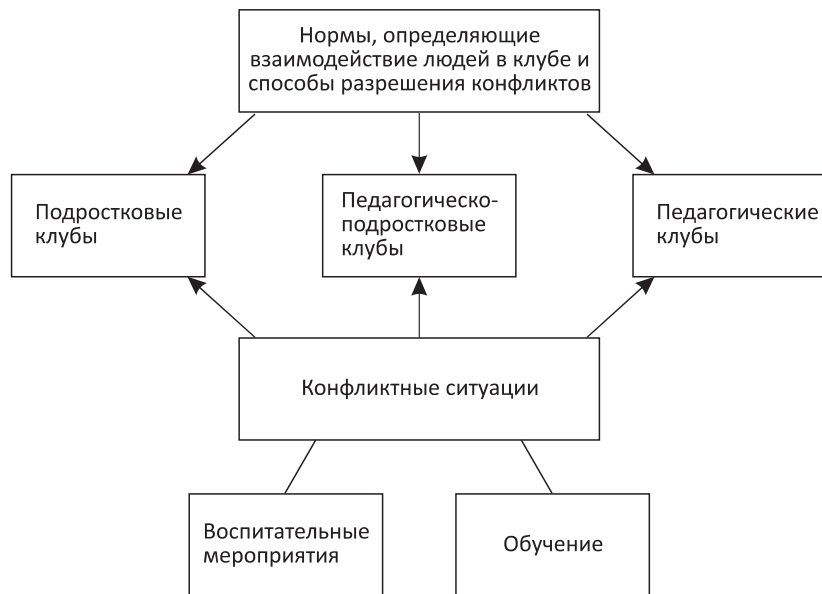 Нормы, определяющие
взаимодействие людей в клубе и
способы разрешения конфликтов
Подростковые
клубы
Педагогическо-
подростковые
клубы
Педагогические
клубы
Конфликтные ситуации
Воспитательные
мероприятия
Обучение